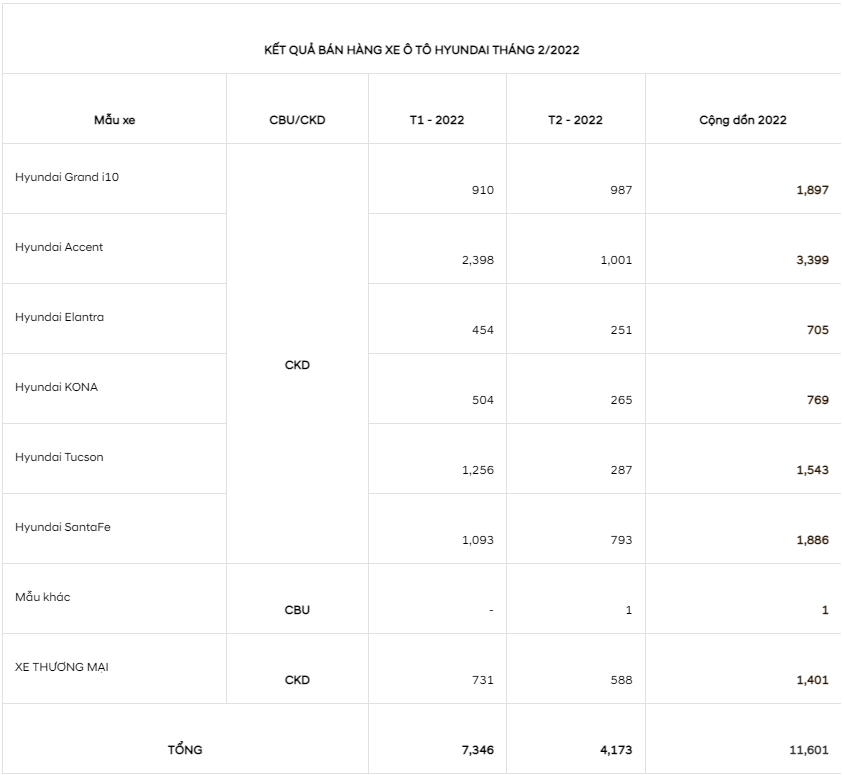 KẾT QUẢ BÁN HÀNG XE Ô TÔ HYUNDAI THÁNG 2/2022
Mẫu xe CBU/CKD T1 - 2022 T2 - 2022 Cộng dồn 2022
Hyundai Grand i10 910 987 1,897
Hyundai Accent 2,398 1,001 3,399
Hyundai Elantra 454 251 705
CKD
Hyundai KONA 504 265 769
Hyundai Tucson 1,256 287 1,543
Hyundai SantaFe 1,093 793 1,886
Mẫu khác CBU - 1 1
XE THƯƠNG MẠI CKD 731 588 1,401
TỔNG 7,346 4,173 11,601